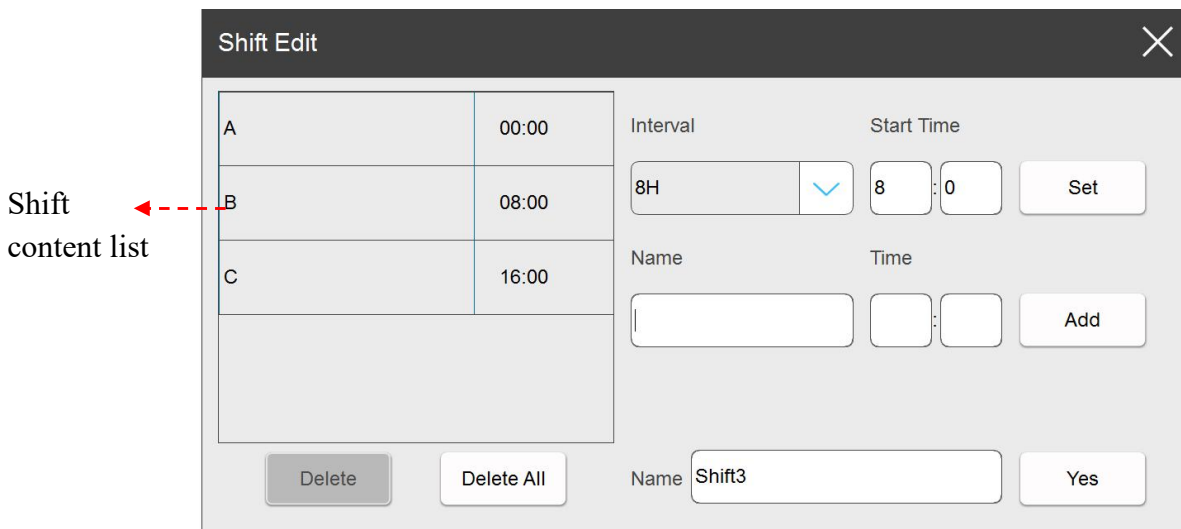 Shift Edit
A 00:00
B 08:00
C 16:00
Shift
content list
Interval Start Time
8H 8 : 0 Set
Name Time
: Add
Delete Delete All
Name Shift3 Yes